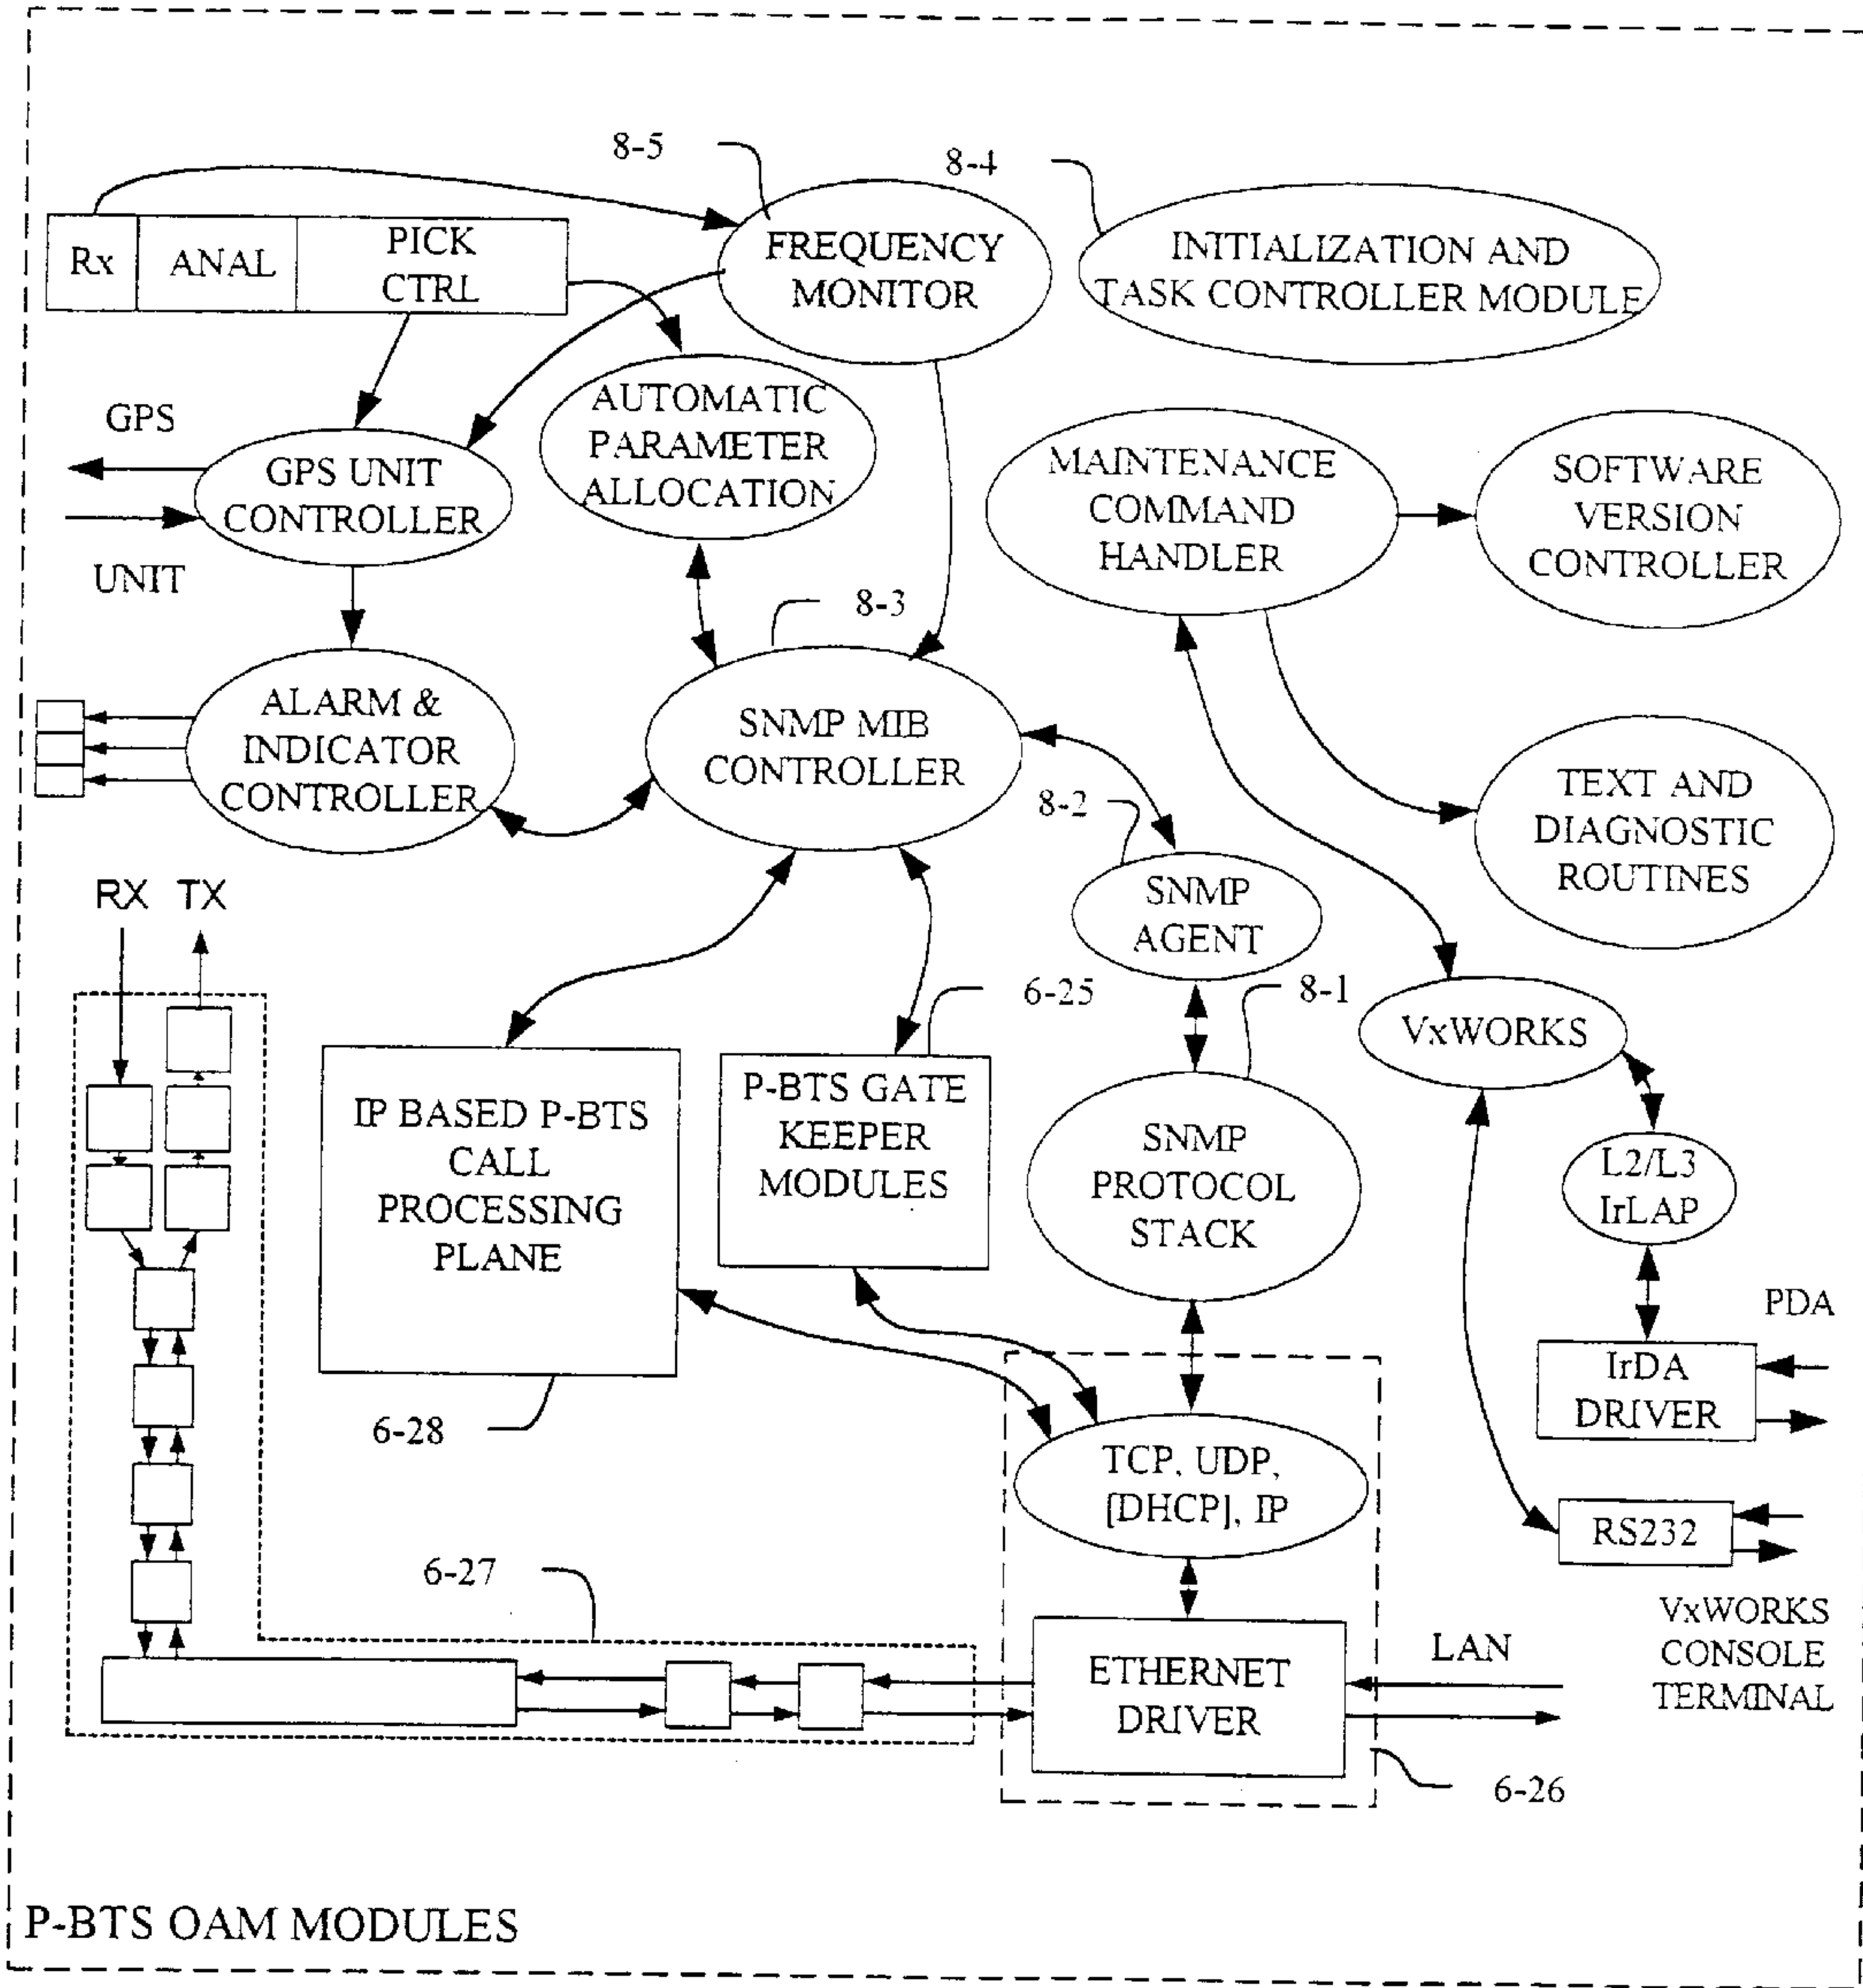 8-5
8-4
Rx
ANAL
PICK
CTRL
FREQUENCY
MONITOR
INITIALIZATION AND
TASK CONTROLLER MODULE
GPS
UNIT
GPS UNIT
CONTROLLER
AUTOMATIC
PARAMETER
ALLOCATION
MAINTENANCE
COMMAND
HANDLER
SOFTWARE
VERSION
CONTROLLER
8-3
ALARM &
INDICATOR
CONTROLLER
SNMP MIB
CONTROLLER
8-2
TEXT AND
DIAGNOSTIC
ROUTINES
RX TX
SNMP
AGENT
6-25
8-1
VxWORKS
IP BASED P-BTS
CALL
PROCESSING
PLANE
P-BTS GATE
KEEPER
MODULES
SNMP
PROTOCOL
STACK
L2/L3
IrLAP
PDA
IrDA
DRIVER
6-28
TCP, UDP,
[DHCP], IP
RS232
6-27
VxWORKS
CONSOLE
TERMINAL
LAN
ETHERNET
DRIVER
6-26
P-BTS OAM MODULES